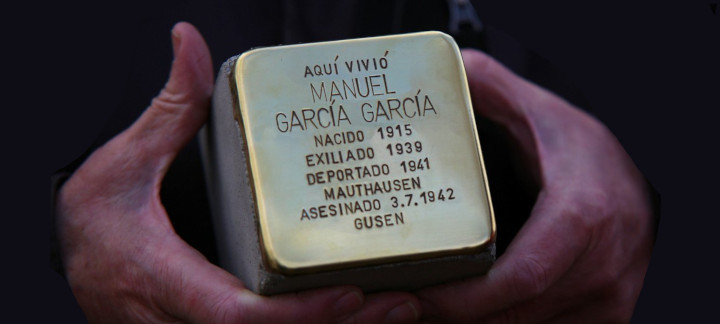 AQUÍ VIVIÓ
MANUEL
GARCÍA GARCÍA
NACIDO 1915
EXILIADO 1939
DEPORTADO 1941
MAUTHAUSEN
ASESINADO 3.7.1942
GUSEN